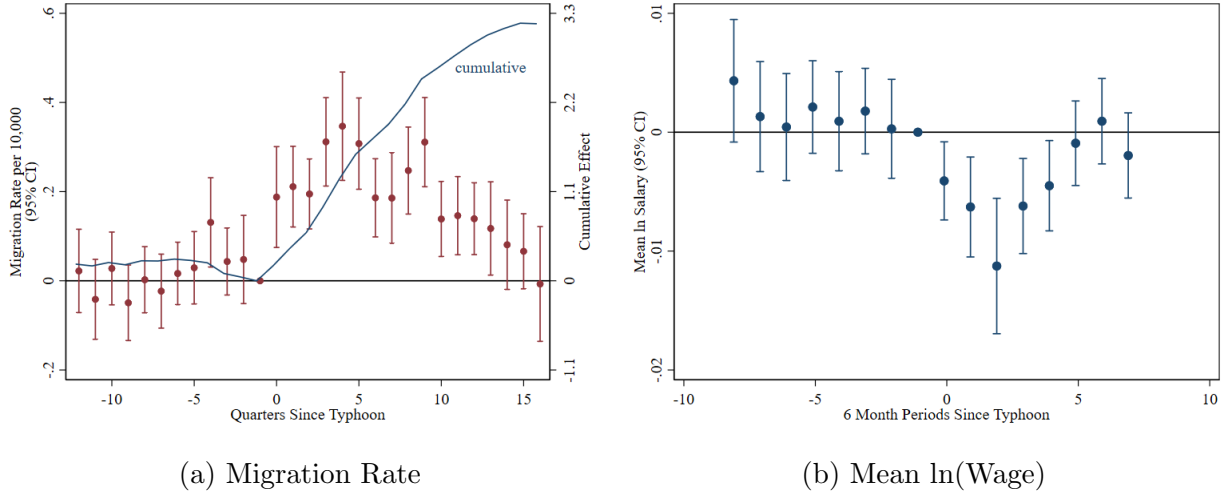 .6
.4
.2
0
-.2
Migration Rate per 10,000
(95% CI)
cumulative
3.3
2.2
1.1
0
-1.1
Cumulative Effect
-10 -5 0 5 10 15
Quarters Since Typhoon
(a) Migration Rate
.01
0
-.01
-.02
Mean ln Salary (95% CI)
-10 -5 0 5 10
6 Month Periods Since Typhoon
(b) Mean ln(Wage)